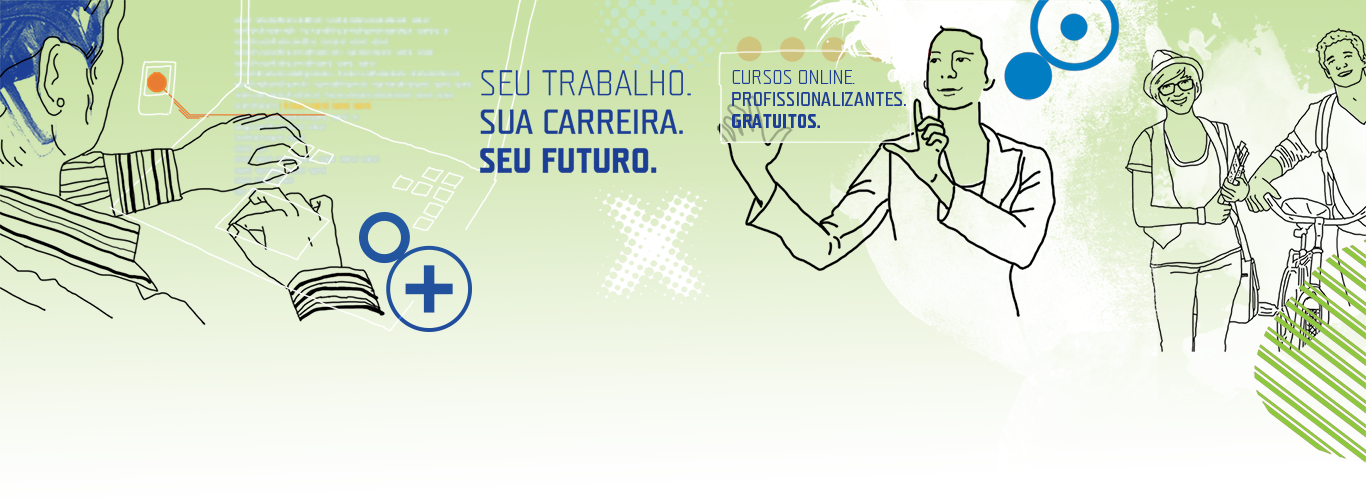 SEU TRABALHO.
SUA CARREIRA.
SEU FUTURO.
CURSOS ONLINE.
PROFISSIONALIZANTES.
GRATUITOS.